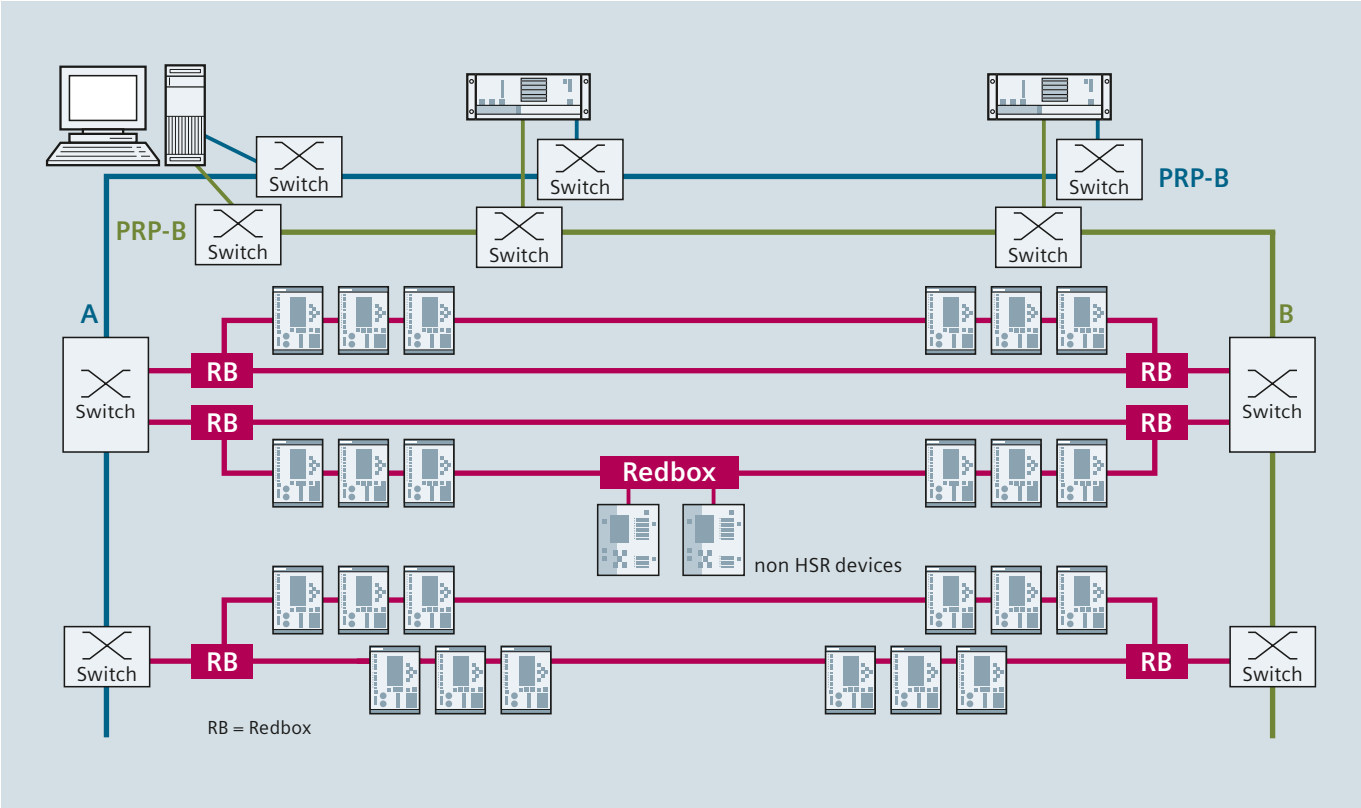 Switch
Switch
Switch
PRP-B
PRP-B
Switch
Switch
Switch
A
B
RB
RB
Switch
Switch
RB
RB
Redbox
non HSR devices
Switch
RB
RB
Switch
RB = Redbox